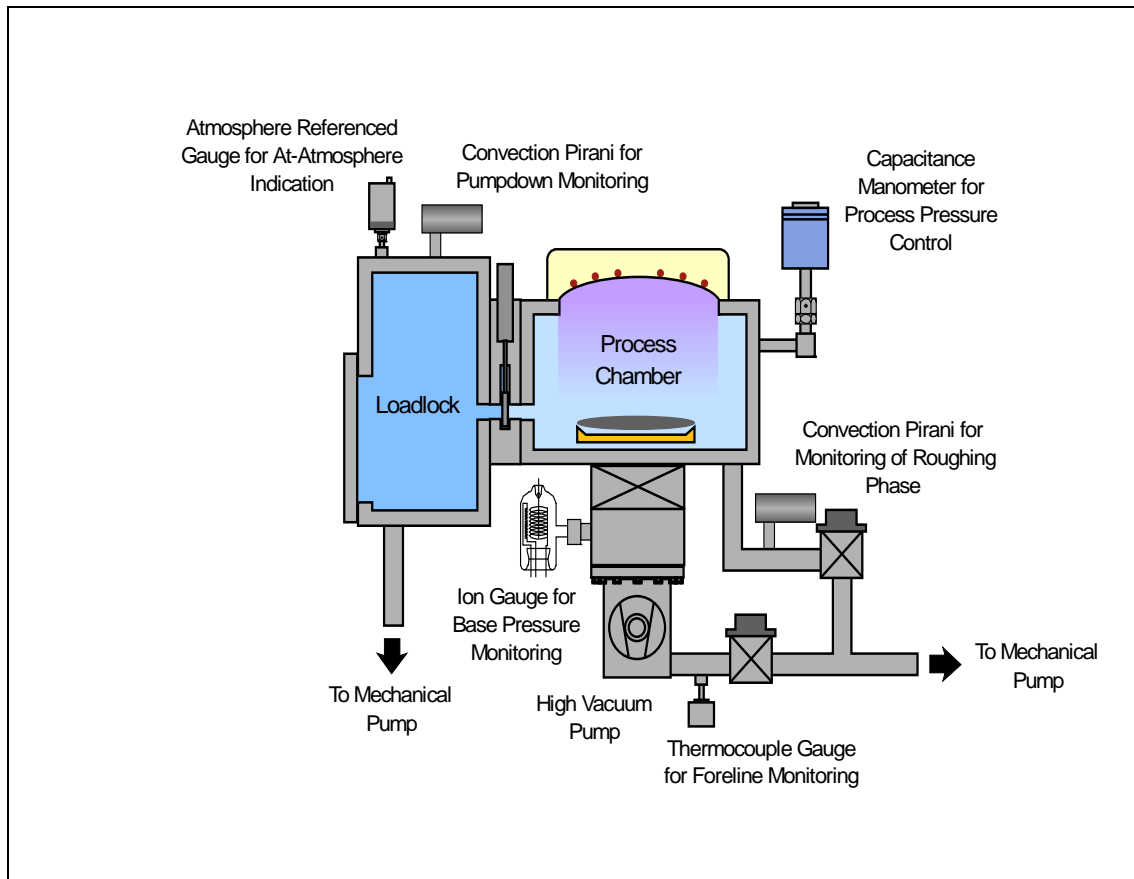 Atmosphere Referenced
Gauge for At-Atmosphere
Indication
Convection Pirani for
Pumpdown Monitoring
Capacitance
Manometer for
Process Pressure
Control
Process
Chamber
Loadlock
Convection Pirani for
Monitoring of Roughing
Phase
Ion Gauge for
Base Pressure
Monitoring
To Mechanical
Pump
High Vacuum
Pump
To Mechanical
Pump
Thermocouple Gauge
for Foreline Monitoring